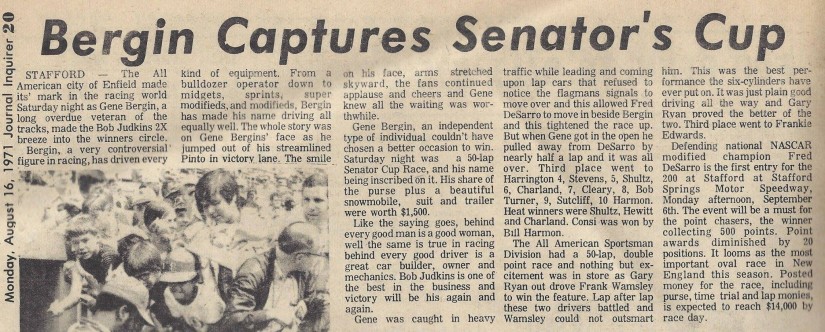 Monday, August 16, 1971 Journal Inquirer 20
Bergin Captures Senator's Cup
STAFFORD — The All
American city of Enfield made
its' mark in the racing world
Saturday night as Gene Bergin, a
long overdue veteran of the
tracks, made the Bob Judkins 2X
breeze into the winners circle.
Bergin, a very controversial
figure in racing, has driven every
kind of equipment. From a
bulldozer operator down to
midgets, sprints, super
modifieds, and modifieds, Bergin
has made his name driving all
equally well. The whole story was
on Gene Bergins' face as he
jumped out of his streamlined
Pinto in victory lane. The smile
on his face, arms stretched
skyward, the fans continued
applause and cheers and Gene
knew all the waiting was wor-
thwhile.
Gene Bergin, an independent
type of individual couldn't have
chosen a better occasion to win.
Saturday night was a 50-lap
Senator Cup Race, and his name
being inscribed on it. His share of
the purse plus a beautiful
snowmobile, suit and trailer
were worth $1,500.
Like the saying goes, behind
every good man is a good woman,
well the same is true in racing
behind every good driver is a
great car builder, owner and
mechanics. Bob Judkins is one of
the best in the business and
victory will be his again and
again.
Gene was caught in heavy
traffic while leading and coming
upon lap cars that refused to
notice the flagmans signals to
move over and this allowed Fred
DeSarro to move in beside Bergin
and this tightened the race up.
But when Gene got in the open he
pulled away from DeSarro by
nearly half a lap and it was all
over. Third place went to
Harrington 4, Stevens, 5, Shultz,
6, Charland, 7, Cleary, 8, Bob
Turner, 9, Sutcliff, 10 Harmon.
Heat winners were Shultz, Hewitt
and Charland. Consi was won by
Bill Harmon.
The All American Sportsman
Division had a 50-lap, double
point race and nothing but ex-
citement was in store as Gary
Ryan out drove Frank Wamsley
to win the feature. Lap after lap
these two drivers battled and
Wamsley could not outsmart
him. This was the best per-
formance the six-cylinders have
ever put on. It was just plain good
driving all the way and Gary
Ryan proved the better of the
two. Third place went to Frankie
Edwards.
Defending national NASCAR
modified champion Fred
DeSarro is the first entry for the
200 at Stafford at Stafford
Springs Motor Speedway,
Monday afternoon, September
6th. The event will be a must for
the point chasers, the winner
collecting 500 points. Point
awards diminished by 20
positions. It looms as the most
important oval race in New
England this season. Posted
money for the race, including
purse, time trial and lap monies,
is expected to reach $14,000 by
race day.